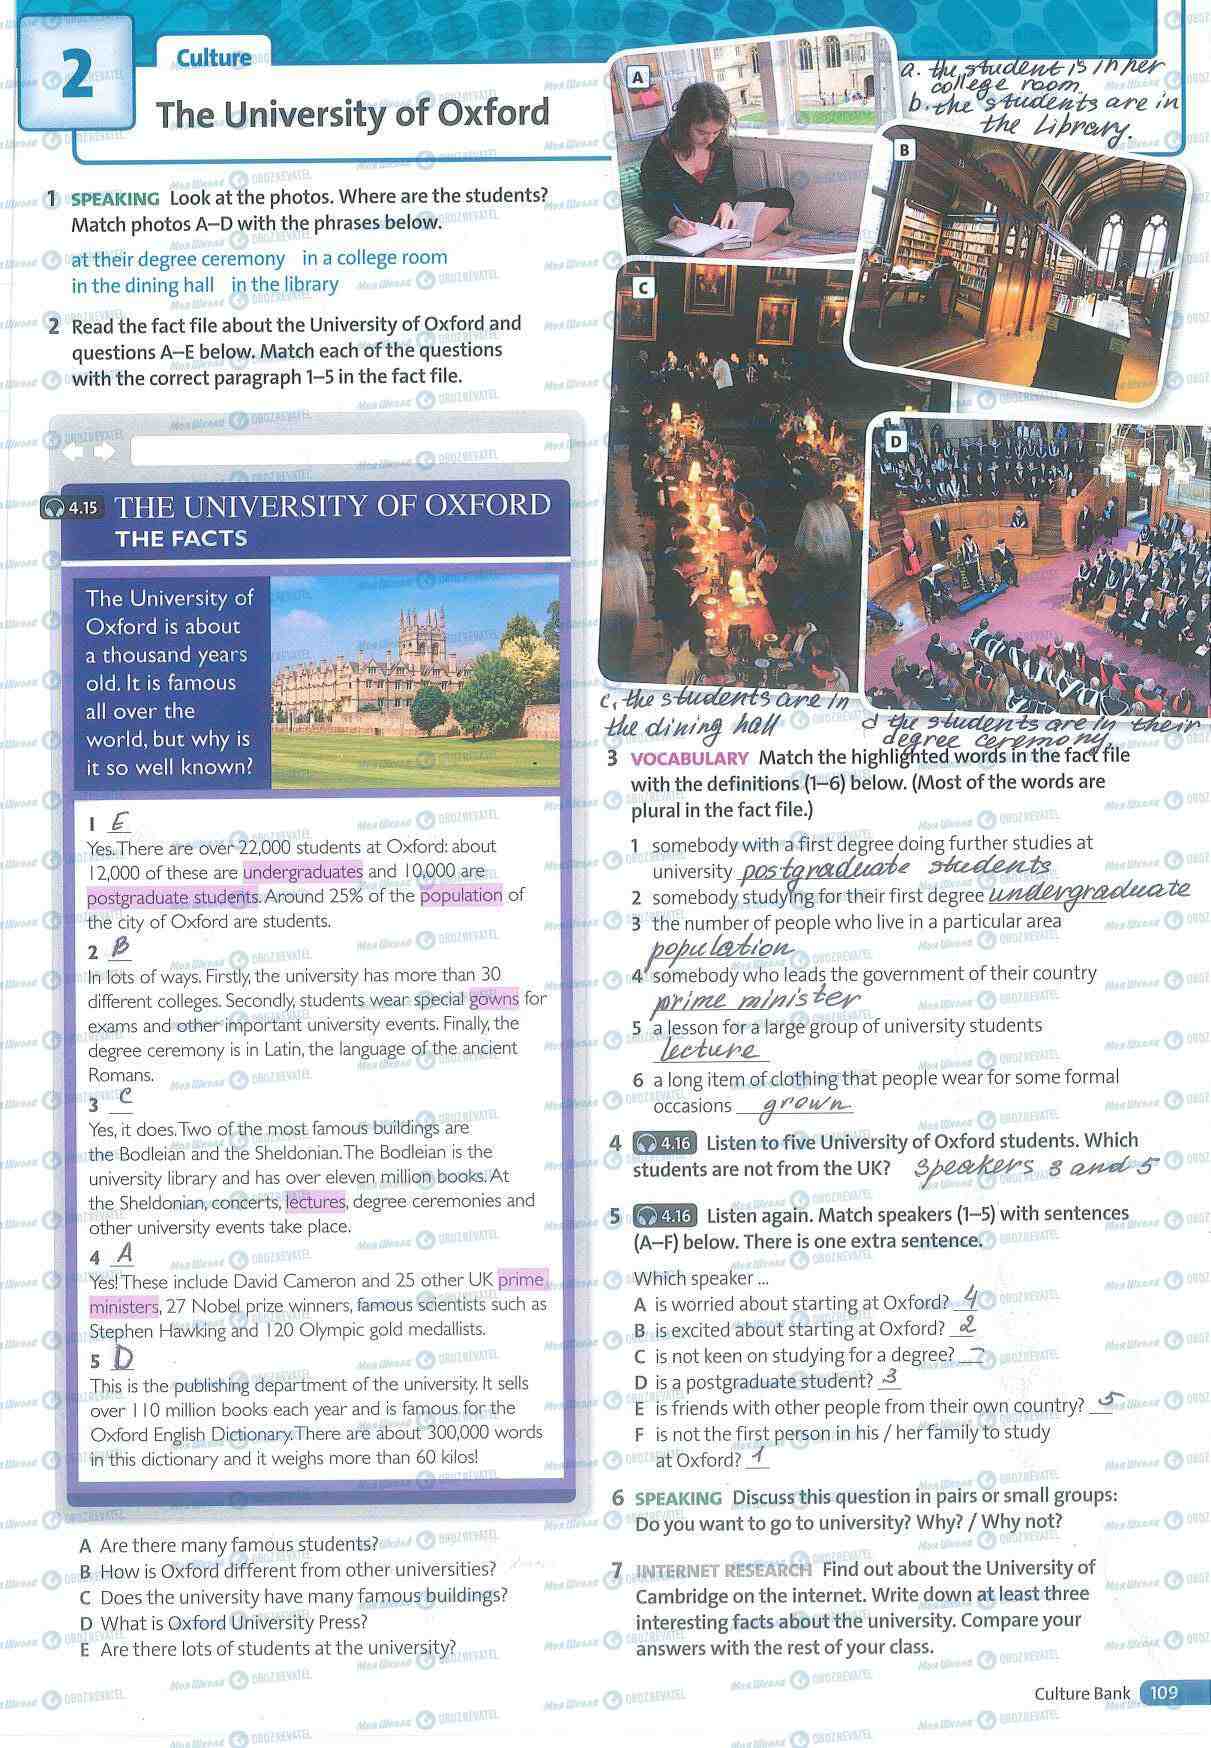 2
Culture
The University of Oxford
A
a. the student is in her
college room.
b. the students are in
the Library.
B
1 SPEAKING Look at the photos. Where are the students?
Match photos A–D with the phrases below.
at their degree ceremony in a college room
in the dining hall in the library
2 Read the fact file about the University of Oxford and
questions A–E below. Match each of the questions
with the correct paragraph 1–5 in the fact file.
C
D
4.15 THE UNIVERSITY OF OXFORD
THE FACTS
The University of
Oxford is about
a thousand years
old. It is famous
all over the
world, but why is
it so well known?
1 E
Yes. There are over 22,000 students at Oxford: about
12,000 of these are undergraduates and 10,000 are
postgraduate students. Around 25% of the population of
the city of Oxford are students.
2 B
In lots of ways. Firstly, the university has more than 30
different colleges. Secondly, students wear special gowns for
exams and other important university events. Finally, the
degree ceremony is in Latin, the language of the ancient
Romans.
3 C
Yes, it does. Two of the most famous buildings are
the Bodleian and the Sheldonian. The Bodleian is the
university library and has over eleven million books. At
the Sheldonian, concerts, lectures, degree ceremonies and
other university events take place.
4 A
Yes! These include David Cameron and 25 other UK prime
ministers, 27 Nobel prize winners, famous scientists such as
Stephen Hawking and 120 Olympic gold medallists.
5 D
This is the publishing department of the university. It sells
over 110 million books each year and is famous for the
Oxford English Dictionary. There are about 300,000 words
in this dictionary and it weighs more than 60 kilos!
A Are there many famous students?
B How is Oxford different from other universities?
C Does the university have many famous buildings?
D What is Oxford University Press?
E Are there lots of students at the university?
c. the students are in
the dining hall
d the students are in their
degree ceremony.
3 VOCABULARY Match the highlighted words in the fact file
with the definitions (1–6) below. (Most of the words are
plural in the fact file.)
1 somebody with a first degree doing further studies at
university postgraduate students
2 somebody studying for their first degree undergraduate
3 the number of people who live in a particular area
population
4 somebody who leads the government of their country
prime minister
5 a lesson for a large group of university students
lecture
6 a long item of clothing that people wear for some formal
occasions grown
4 4.16 Listen to five University of Oxford students. Which
students are not from the UK? Speakers 3 and 5
5 4.16 Listen again. Match speakers (1–5) with sentences
(A–F) below. There is one extra sentence.
Which speaker ...
A is worried about starting at Oxford? 4
B is excited about starting at Oxford? 2
C is not keen on studying for a degree? –
D is a postgraduate student? 3
E is friends with other people from their own country? 5
F is not the first person in his / her family to study
at Oxford? 1
6 SPEAKING Discuss this question in pairs or small groups:
Do you want to go to university? Why? / Why not?
7 INTERNET RESEARCH Find out about the University of
Cambridge on the internet. Write down at least three
interesting facts about the university. Compare your
answers with the rest of your class.
Culture Bank 109
Моя Школа OBOZREVATEL